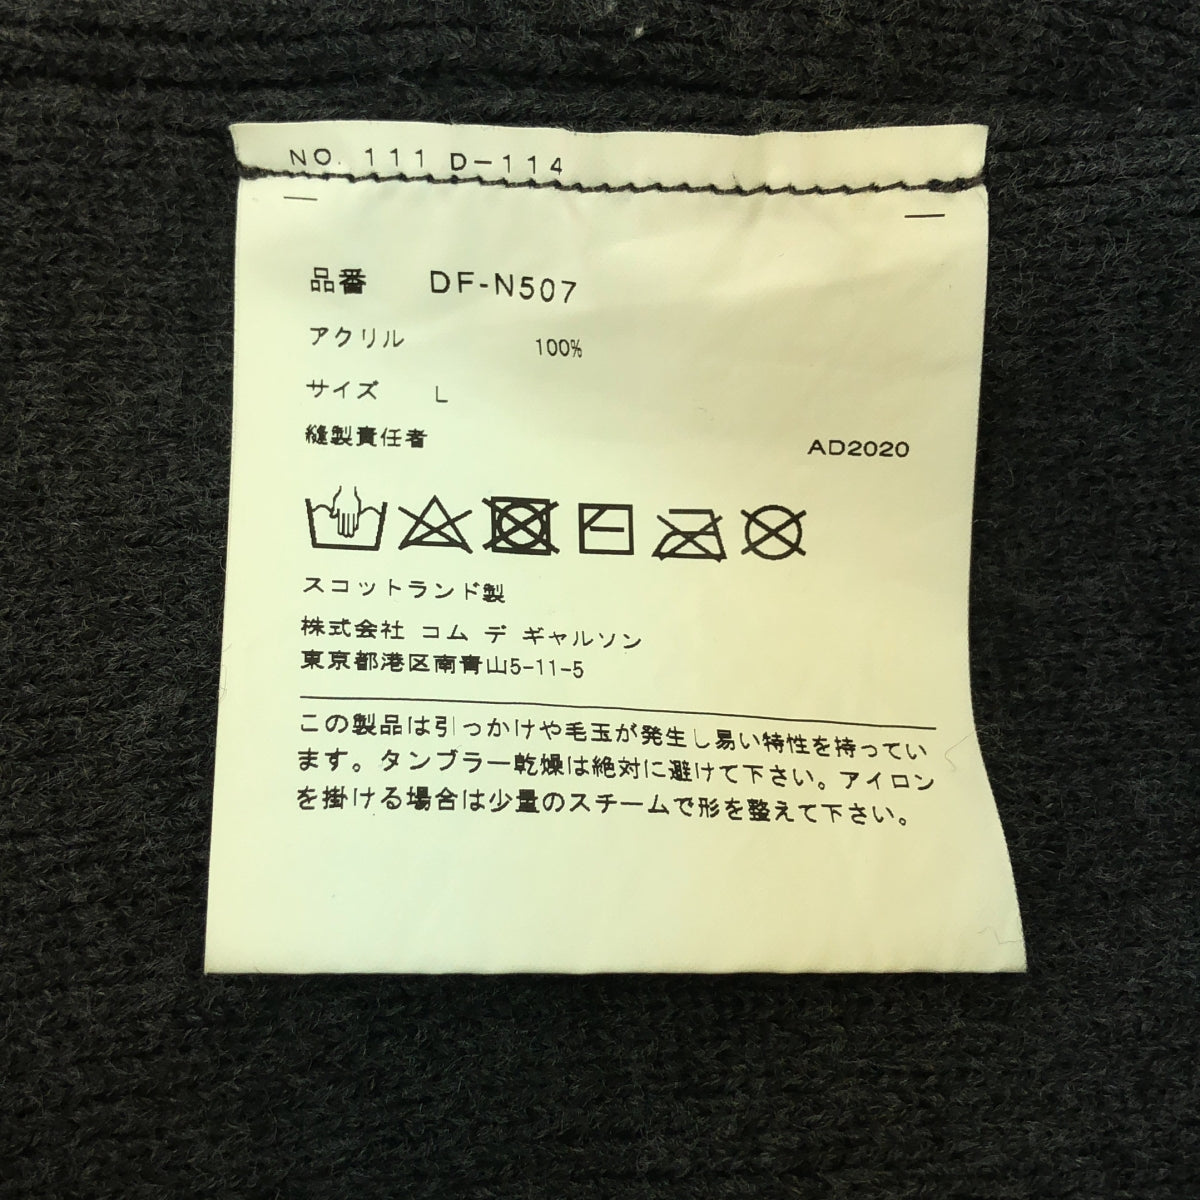 NO. 111 D-114
品番 DF-N507
アクリル 100%
サイズ L
縫製責任者 AD2020
スコットランド製
株式会社 コム デ ギャルソン
東京都港区南青山5-11-5
この製品は引っかけや毛玉が発生し易い特性を持ってい
ます。タンブラー乾燥は絶対に避けて下さい。アイロン
を掛ける場合は少量のスチームで形を整えて下さい。